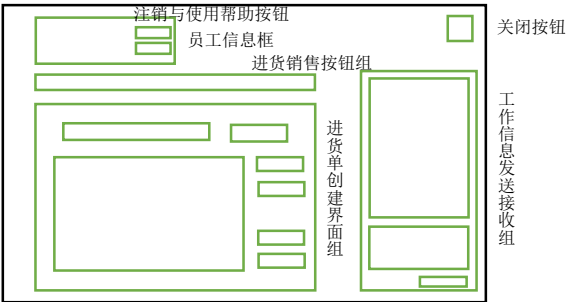 注销与使用帮助按钮
关闭按钮
员工信息框
进货销售按钮组
工作信息发送接收组
进货单创建界面组